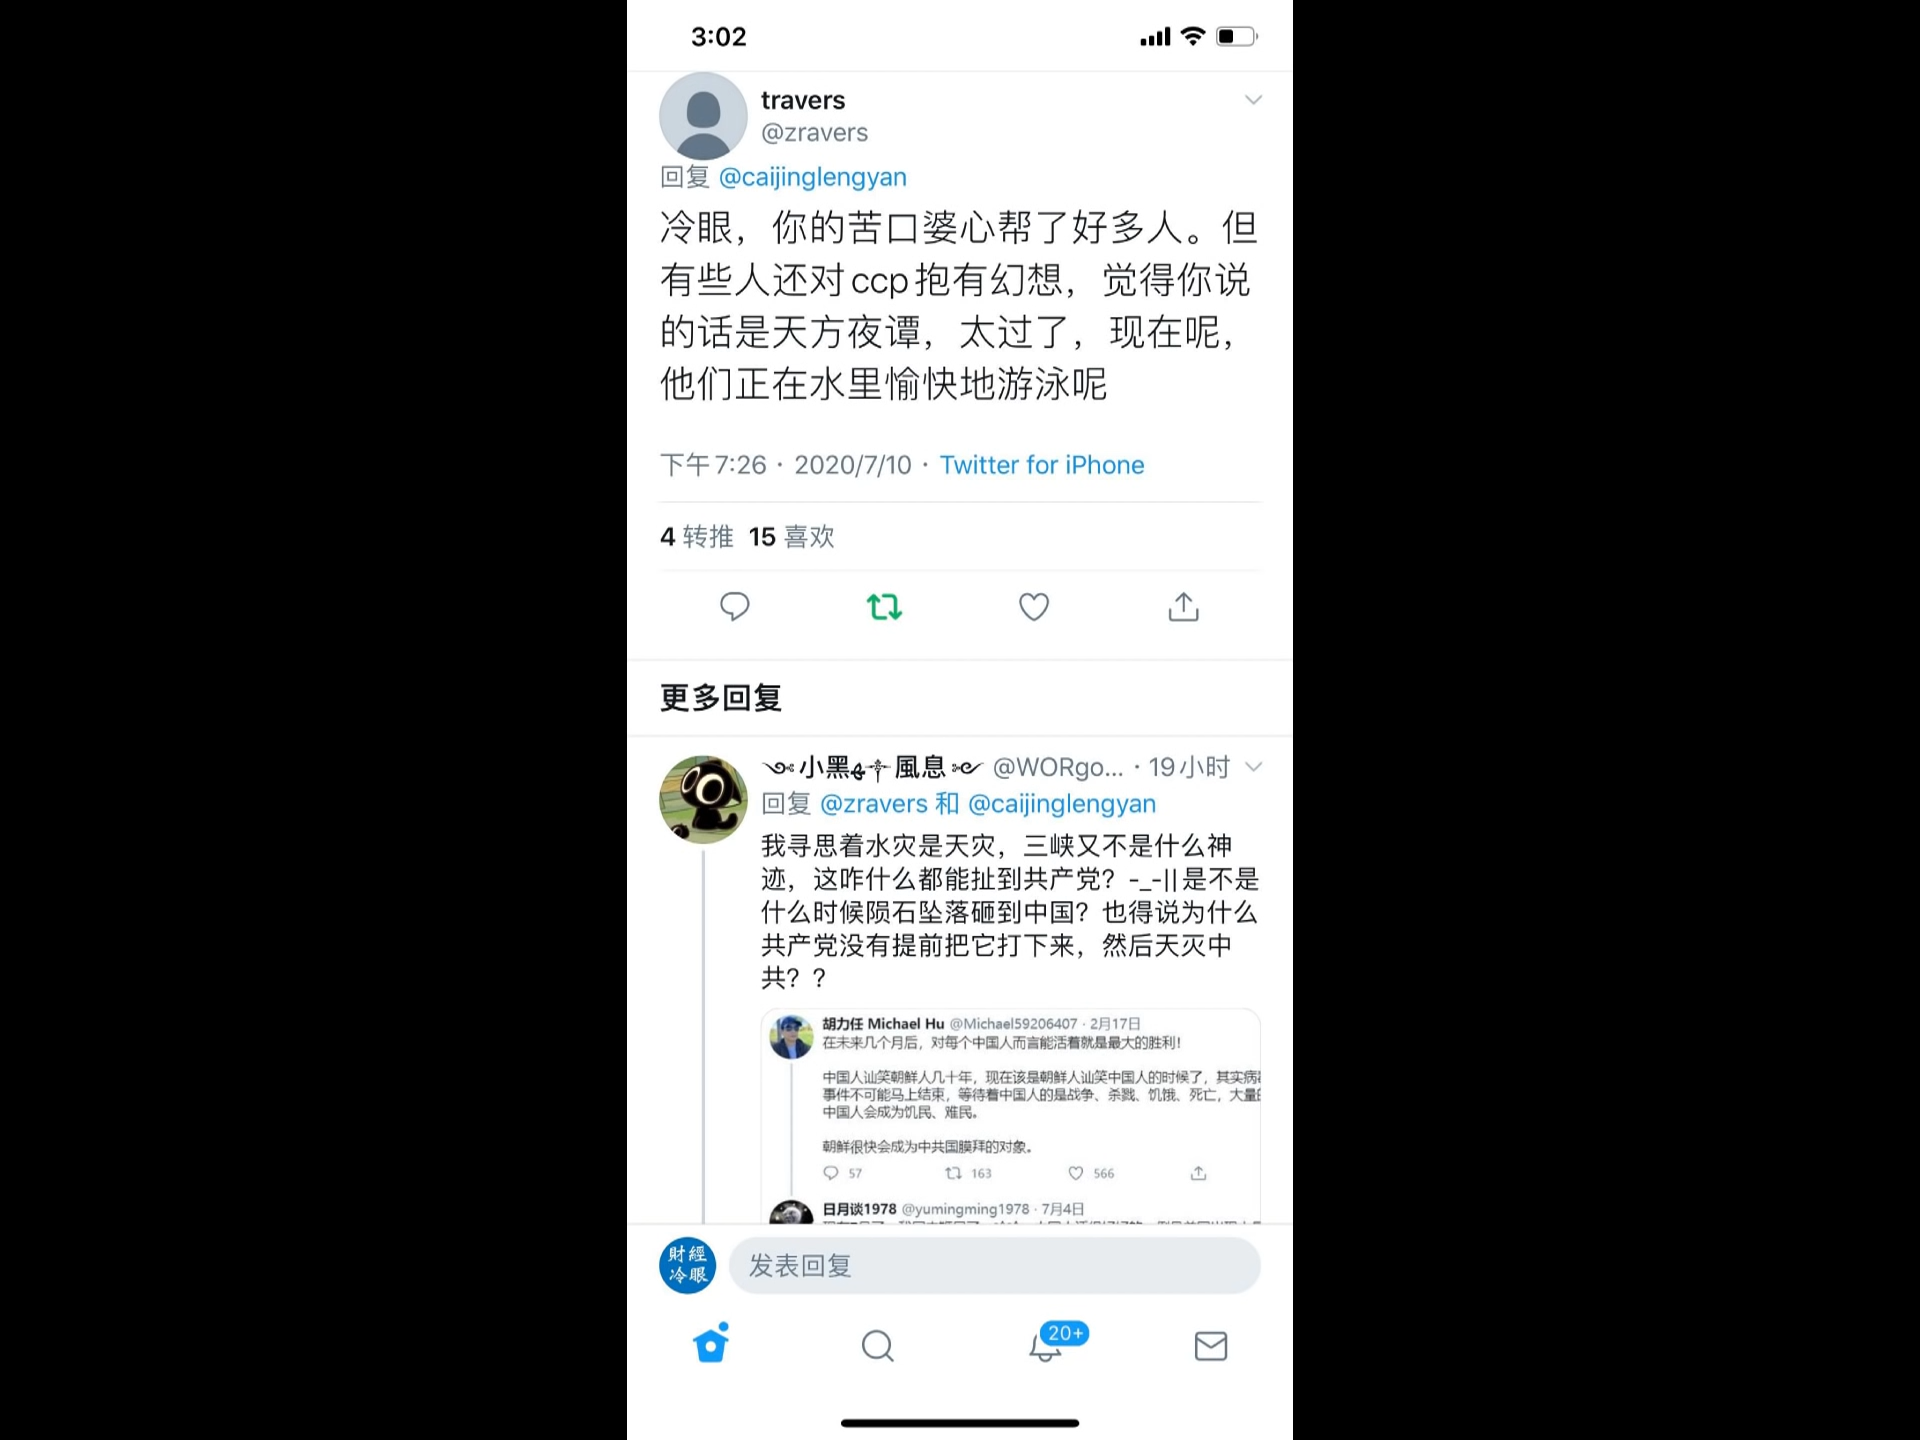 3:02
travers
@zravers
回复 @caijinglengyan
冷眼，你的苦口婆心帮了好多人。但
有些人还对ccp抱有幻想，觉得你说
的话是天方夜谭，太过了，现在呢，
他们正在水里愉快地游泳呢
下午7:26 · 2020/7/10 · Twitter for iPhone
4 转推 15 喜欢
更多回复
小黑 風息 @WORgo... · 19小时
回复 @zravers 和 @caijinglengyan
我寻思着水灾是天灾，三峡又不是什么神
迹，这咋什么都能扯到共产党？-_-||是不是
什么时候陨石坠落砸到中国？也得说为什么
共产党没有提前把它打下来，然后天灭中
共？？
胡力任 Michael Hu @Michael59206407 · 2月17日
在未来几个月后，对每个中国人而言能活着就是最大的胜利！
中国人讪笑朝鲜人几十年，现在该是朝鲜人讪笑中国人的时候了，其实病
事件不可能马上结束，等待着中国人的是战争、杀戮、饥饿、死亡，大量
中国人会成为饥民、难民。
朝鲜很快会成为中共国膜拜的对象。
57 163 566
日月谈1978 @yumingming1978 · 7月4日
財經
冷眼
发表回复
20+